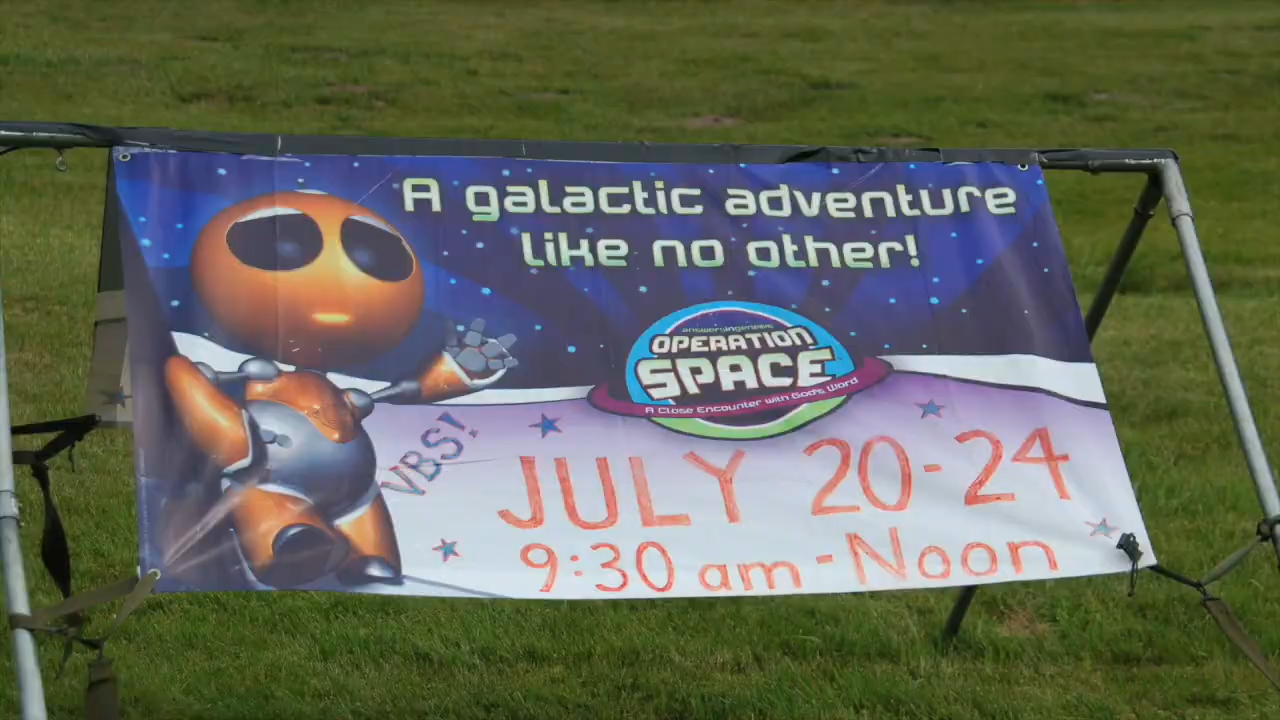 A galactic adventure
like no other!
answersingenesis
OPERATION
SPACE
A Close Encounter with God's Word
VBS!
JULY 20-24
9:30 am-Noon